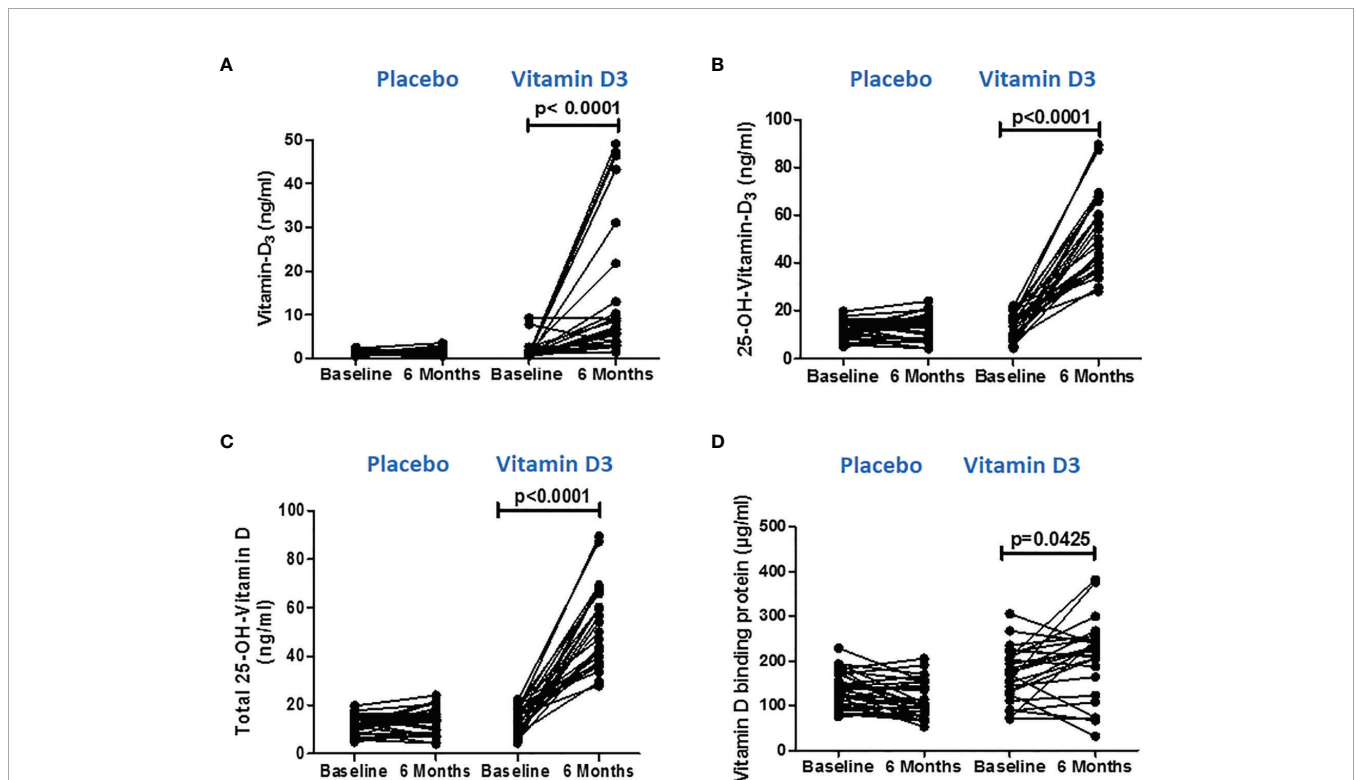 A
Placebo Vitamin D3
p< 0.0001
Vitamin-D3 (ng/ml)
50
40
30
20
10
0
Baseline 6 Months Baseline 6 Months
B
Placebo Vitamin D3
p<0.0001
25-OH-Vitamin-D3 (ng/ml)
100
80
60
40
20
0
Baseline 6 Months Baseline 6 Months
C
Placebo Vitamin D3
p<0.0001
Total 25-OH-Vitamin D
(ng/ml)
100
80
60
40
20
0
Baseline 6 Months Baseline 6 Months
D
Placebo Vitamin D3
p=0.0425
Vitamin D binding protein (µg/ml)
500
400
300
200
100
0
Baseline 6 Months Baseline 6 Months